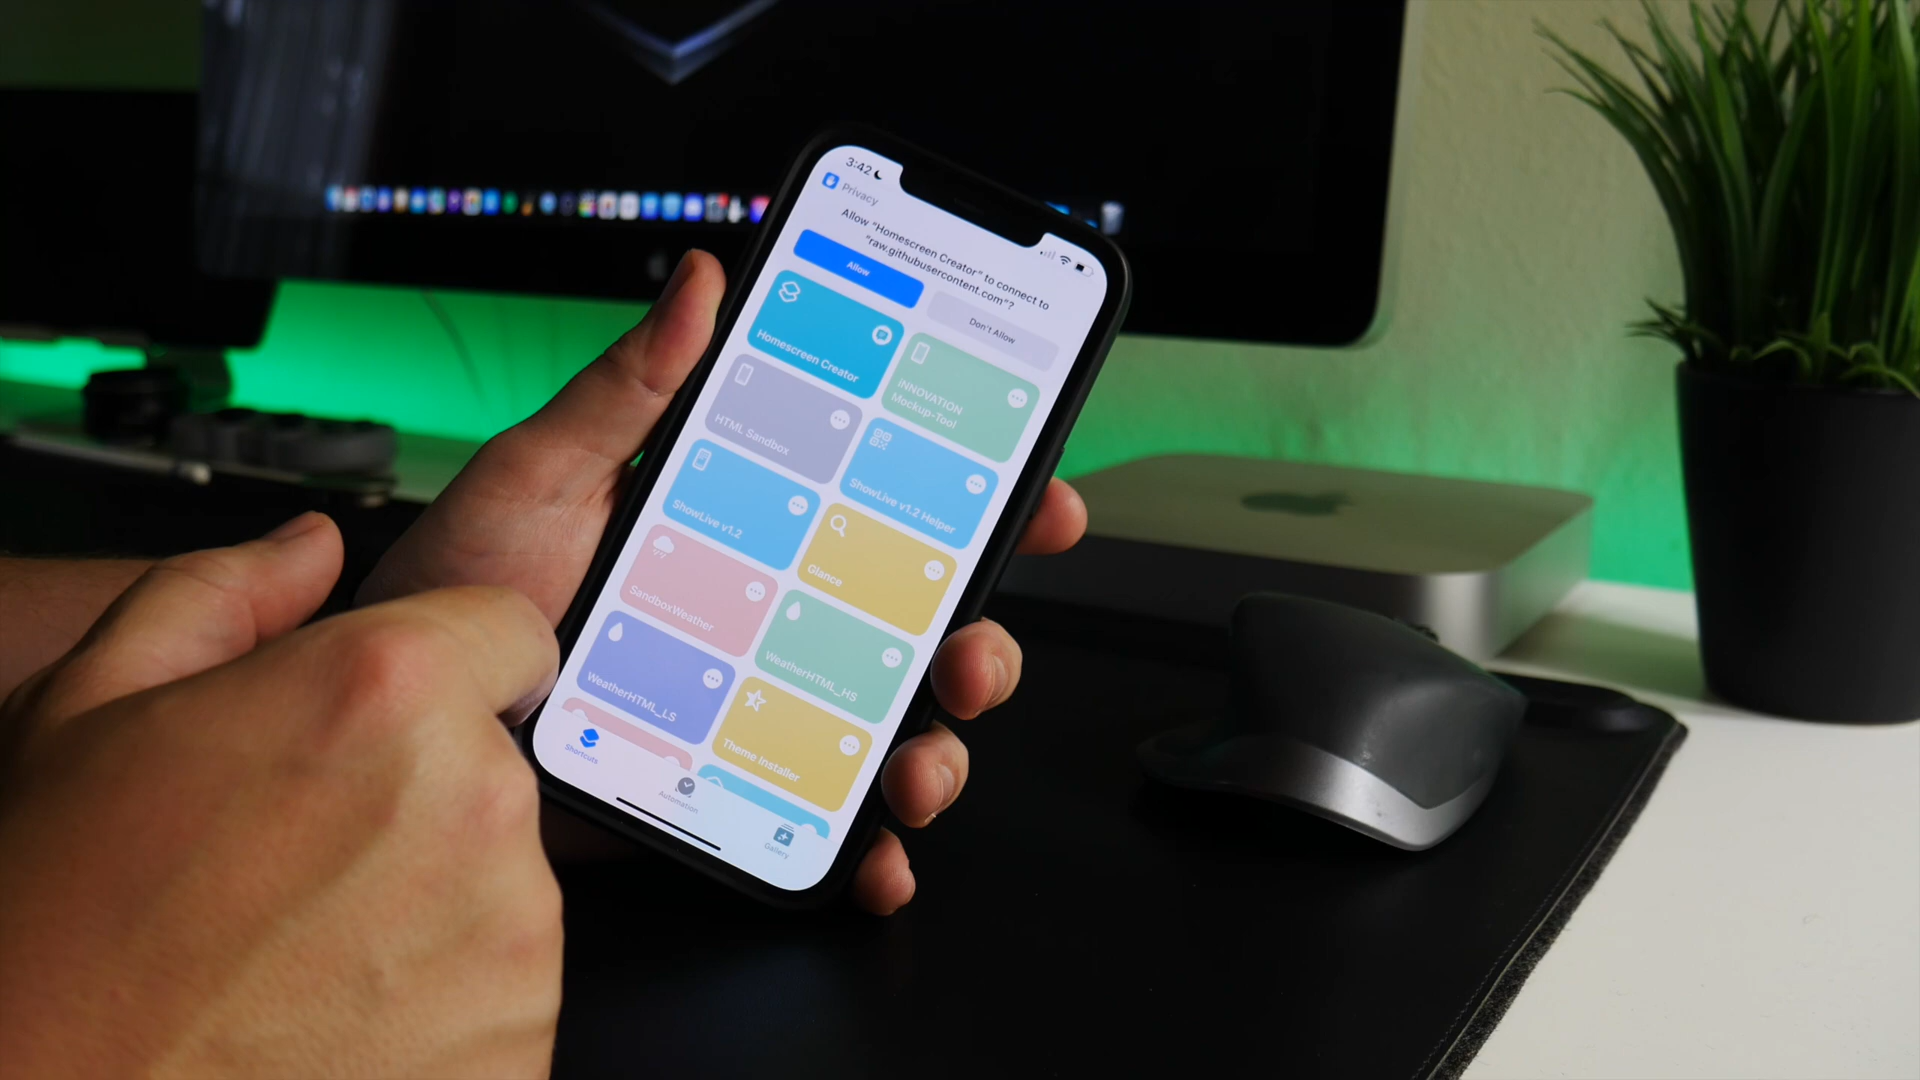 3:42
Privacy
Allow "Homescreen Creator" to connect to
"raw.githubusercontent.com"?
Allow
Don't Allow
Homescreen Creator
iNNOVATION
Mockup-Tool
HTML Sandbox
ShowLive v1.2 Helper
ShowLive v1.2
Glance
SandboxWeather
WeatherHTML_HS
WeatherHTML_LS
Theme Installer
Shortcuts
Automation
Gallery